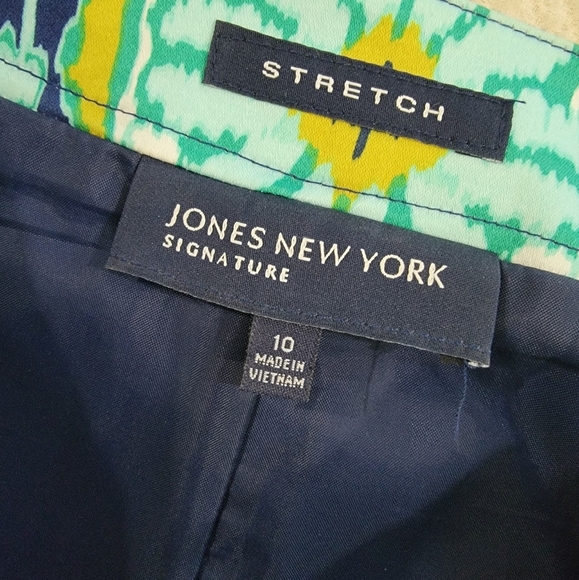 STRETCH
JONES NEW YORK
SIGNATURE
10
MADE IN
VIETNAM